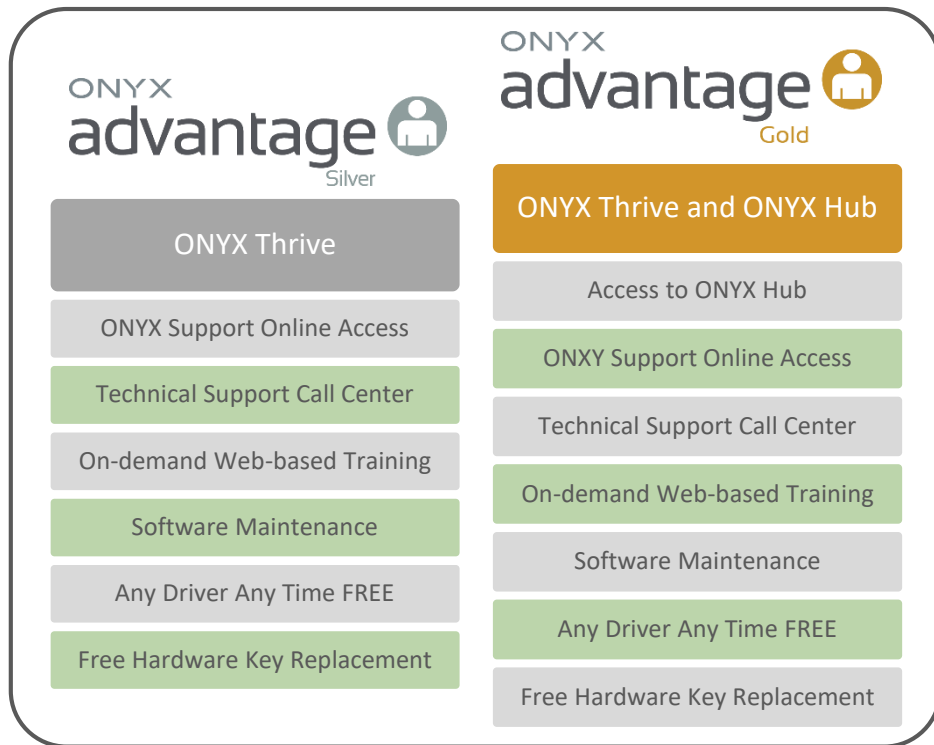 ONYX
advantage
Silver
ONYX Thrive
ONYX Support Online Access
Technical Support Call Center
On-demand Web-based Training
Software Maintenance
Any Driver Any Time FREE
Free Hardware Key Replacement
ONYX
advantage
Gold
ONYX Thrive and ONYX Hub
Access to ONYX Hub
ONXY Support Online Access
Technical Support Call Center
On-demand Web-based Training
Software Maintenance
Any Driver Any Time FREE
Free Hardware Key Replacement